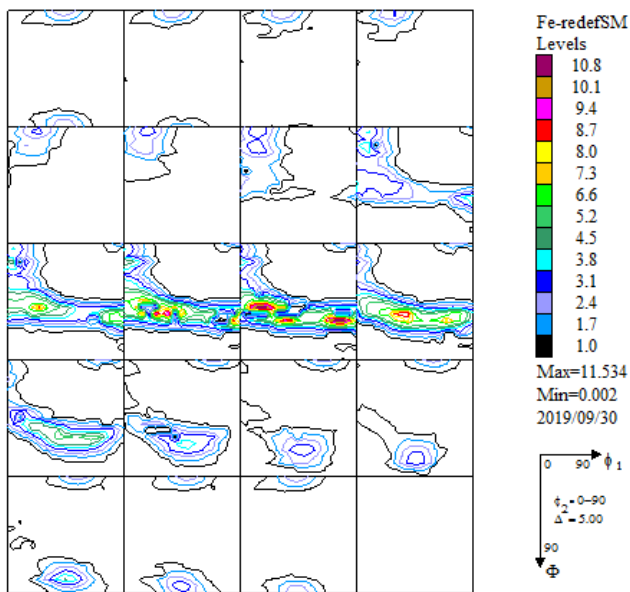 Fe-redefSM
Levels
10.8
10.1
9.4
8.7
8.0
7.3
6.6
5.2
4.5
3.8
3.1
2.4
1.7
1.0
Max=11.534
Min=0.002
2019/09/30
0 90 ϕ1
ϕ2=0-90
Δ =5.00
90
Φ